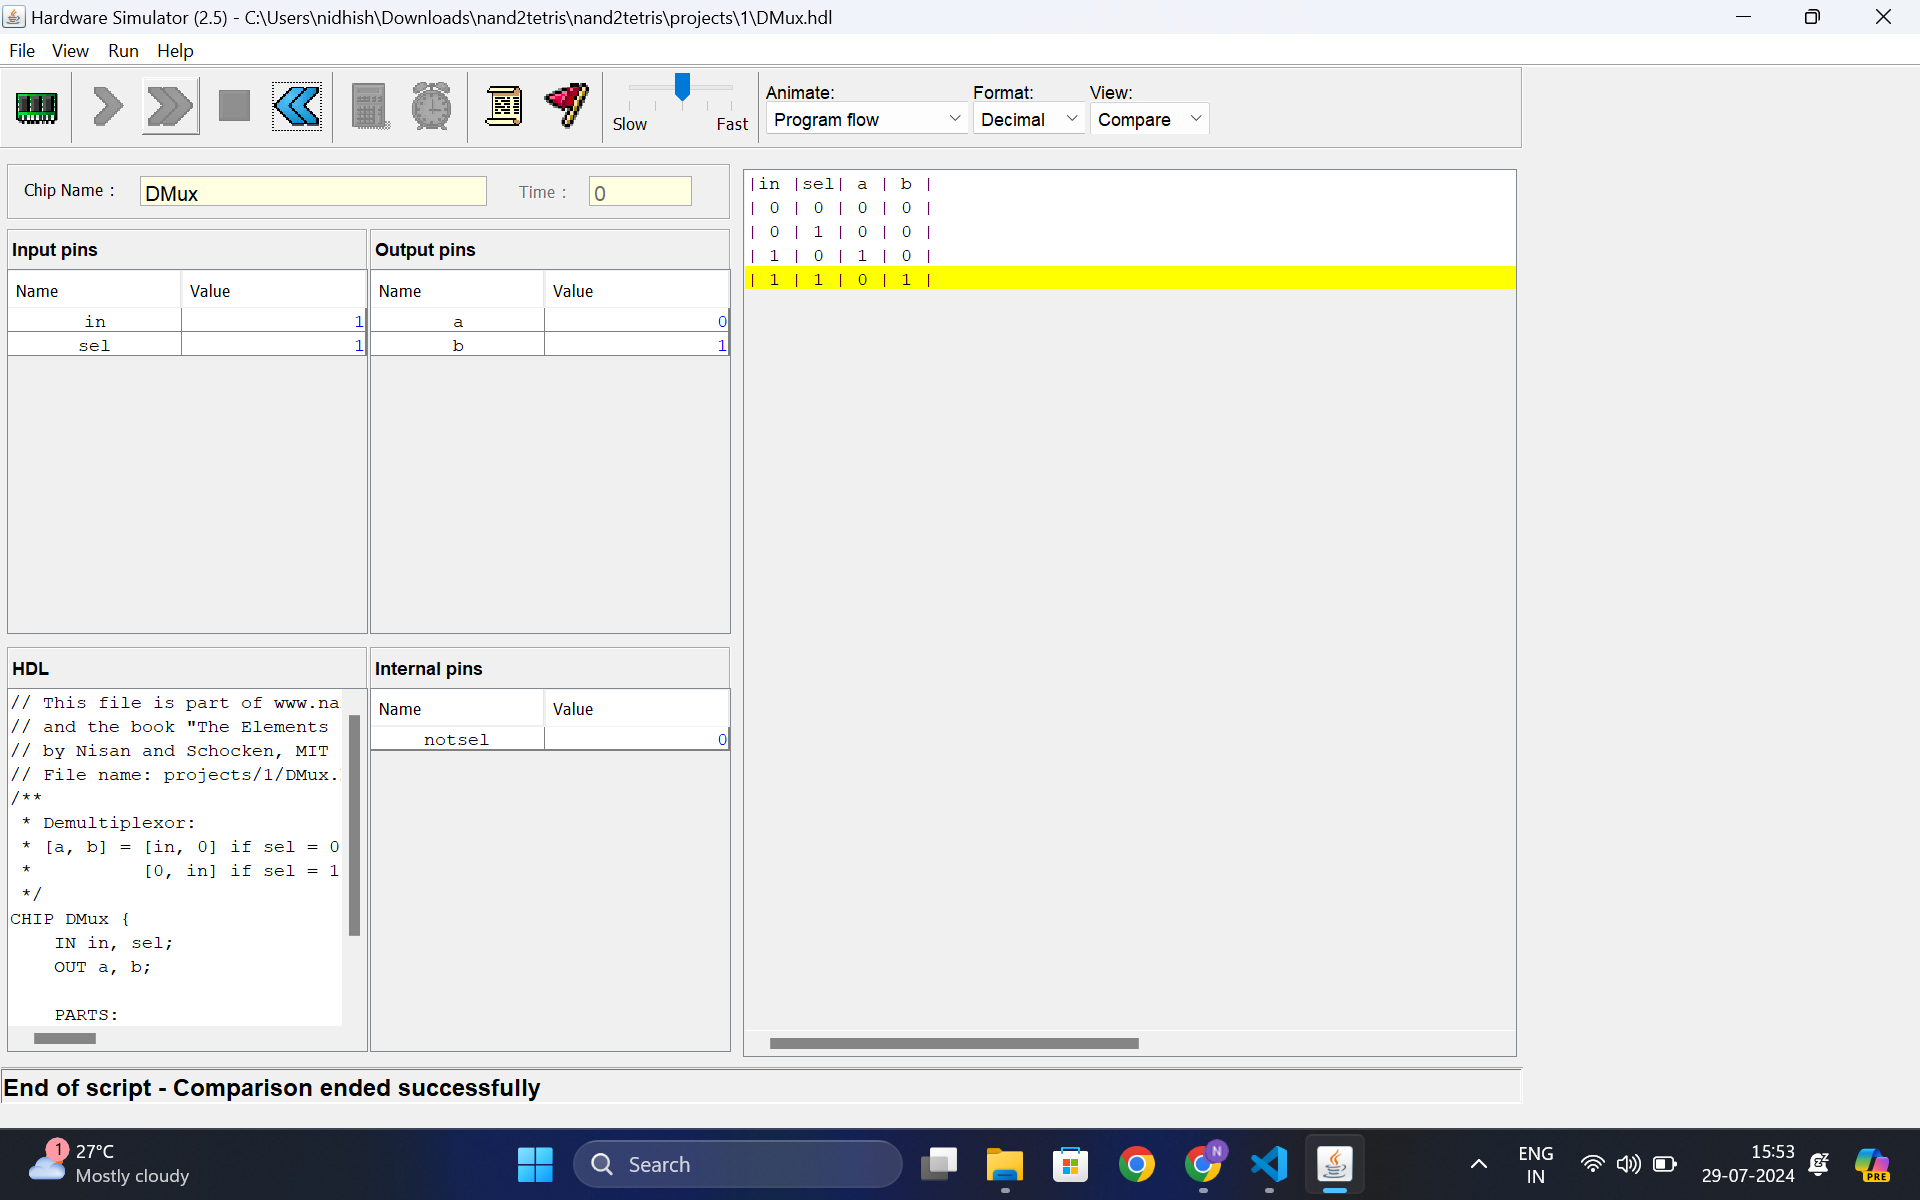 Hardware Simulator (2.5) - C:\Users\nidhish\Downloads\nand2tetris\nand2tetris\projects\1\DMux.hdl
File View Run Help
Slow Fast
Animate: Format: View:
Program flow Decimal Compare
Chip Name : DMux Time : 0
Input pins
Name Value
in 1
sel 1
Output pins
Name Value
a 0
b 1
|in |sel| a | b |
| 0 | 0 | 0 | 0 |
| 0 | 1 | 0 | 0 |
| 1 | 0 | 1 | 0 |
| 1 | 1 | 0 | 1 |
HDL
// This file is part of www.na
// and the book "The Elements
// by Nisan and Schocken, MIT
// File name: projects/1/DMux.
/**
* Demultiplexor:
* [a, b] = [in, 0] if sel = 0
* [0, in] if sel = 1
*/
CHIP DMux {
IN in, sel;
OUT a, b;
PARTS:
Internal pins
Name Value
notsel 0
End of script - Comparison ended successfully
1
27°C
Mostly cloudy
Search
N
ENG
IN
15:53
29-07-2024
PRE